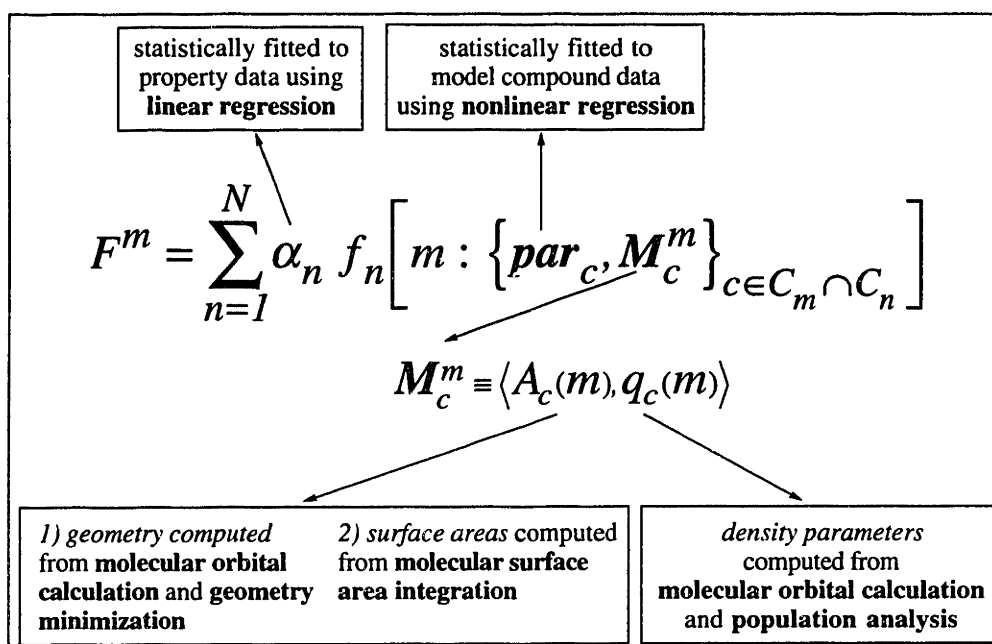 statistically fitted to
property data using
linear regression
statistically fitted to
model compound data
using nonlinear regression
F^m = \sum_{n=1}^{N} α_n f_n [ m : { par_c, M_c^m }_{c∈C_m∩C_n} ]
M_c^m ≡ ⟨A_c(m), q_c(m)⟩
1) geometry computed
from molecular orbital
calculation and geometry
minimization
2) surface areas computed
from molecular surface
area integration
density parameters
computed from
molecular orbital calculation
and population analysis